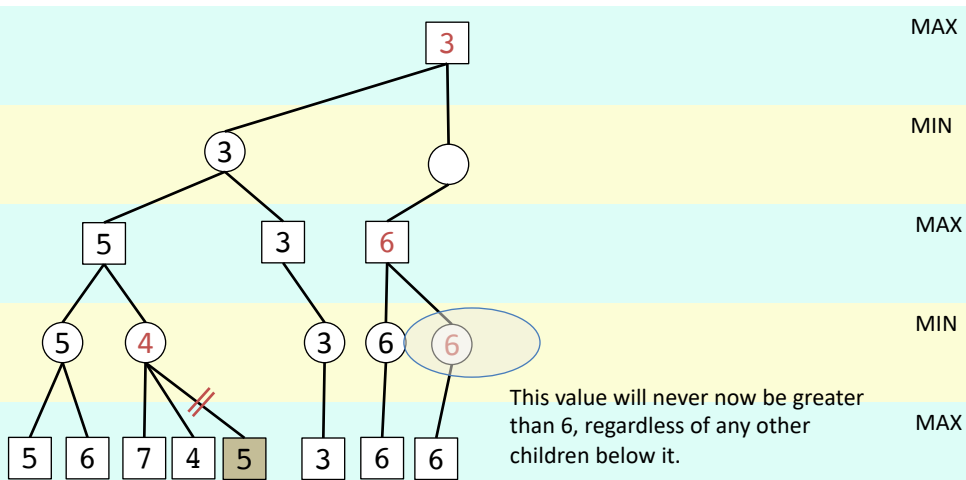 3 MAX
MIN
3
MAX
5 3 6
MIN
5 4 3 6 6
This value will never now be greater
than 6, regardless of any other
children below it.
MAX
5 6 7 4 5 3 6 6